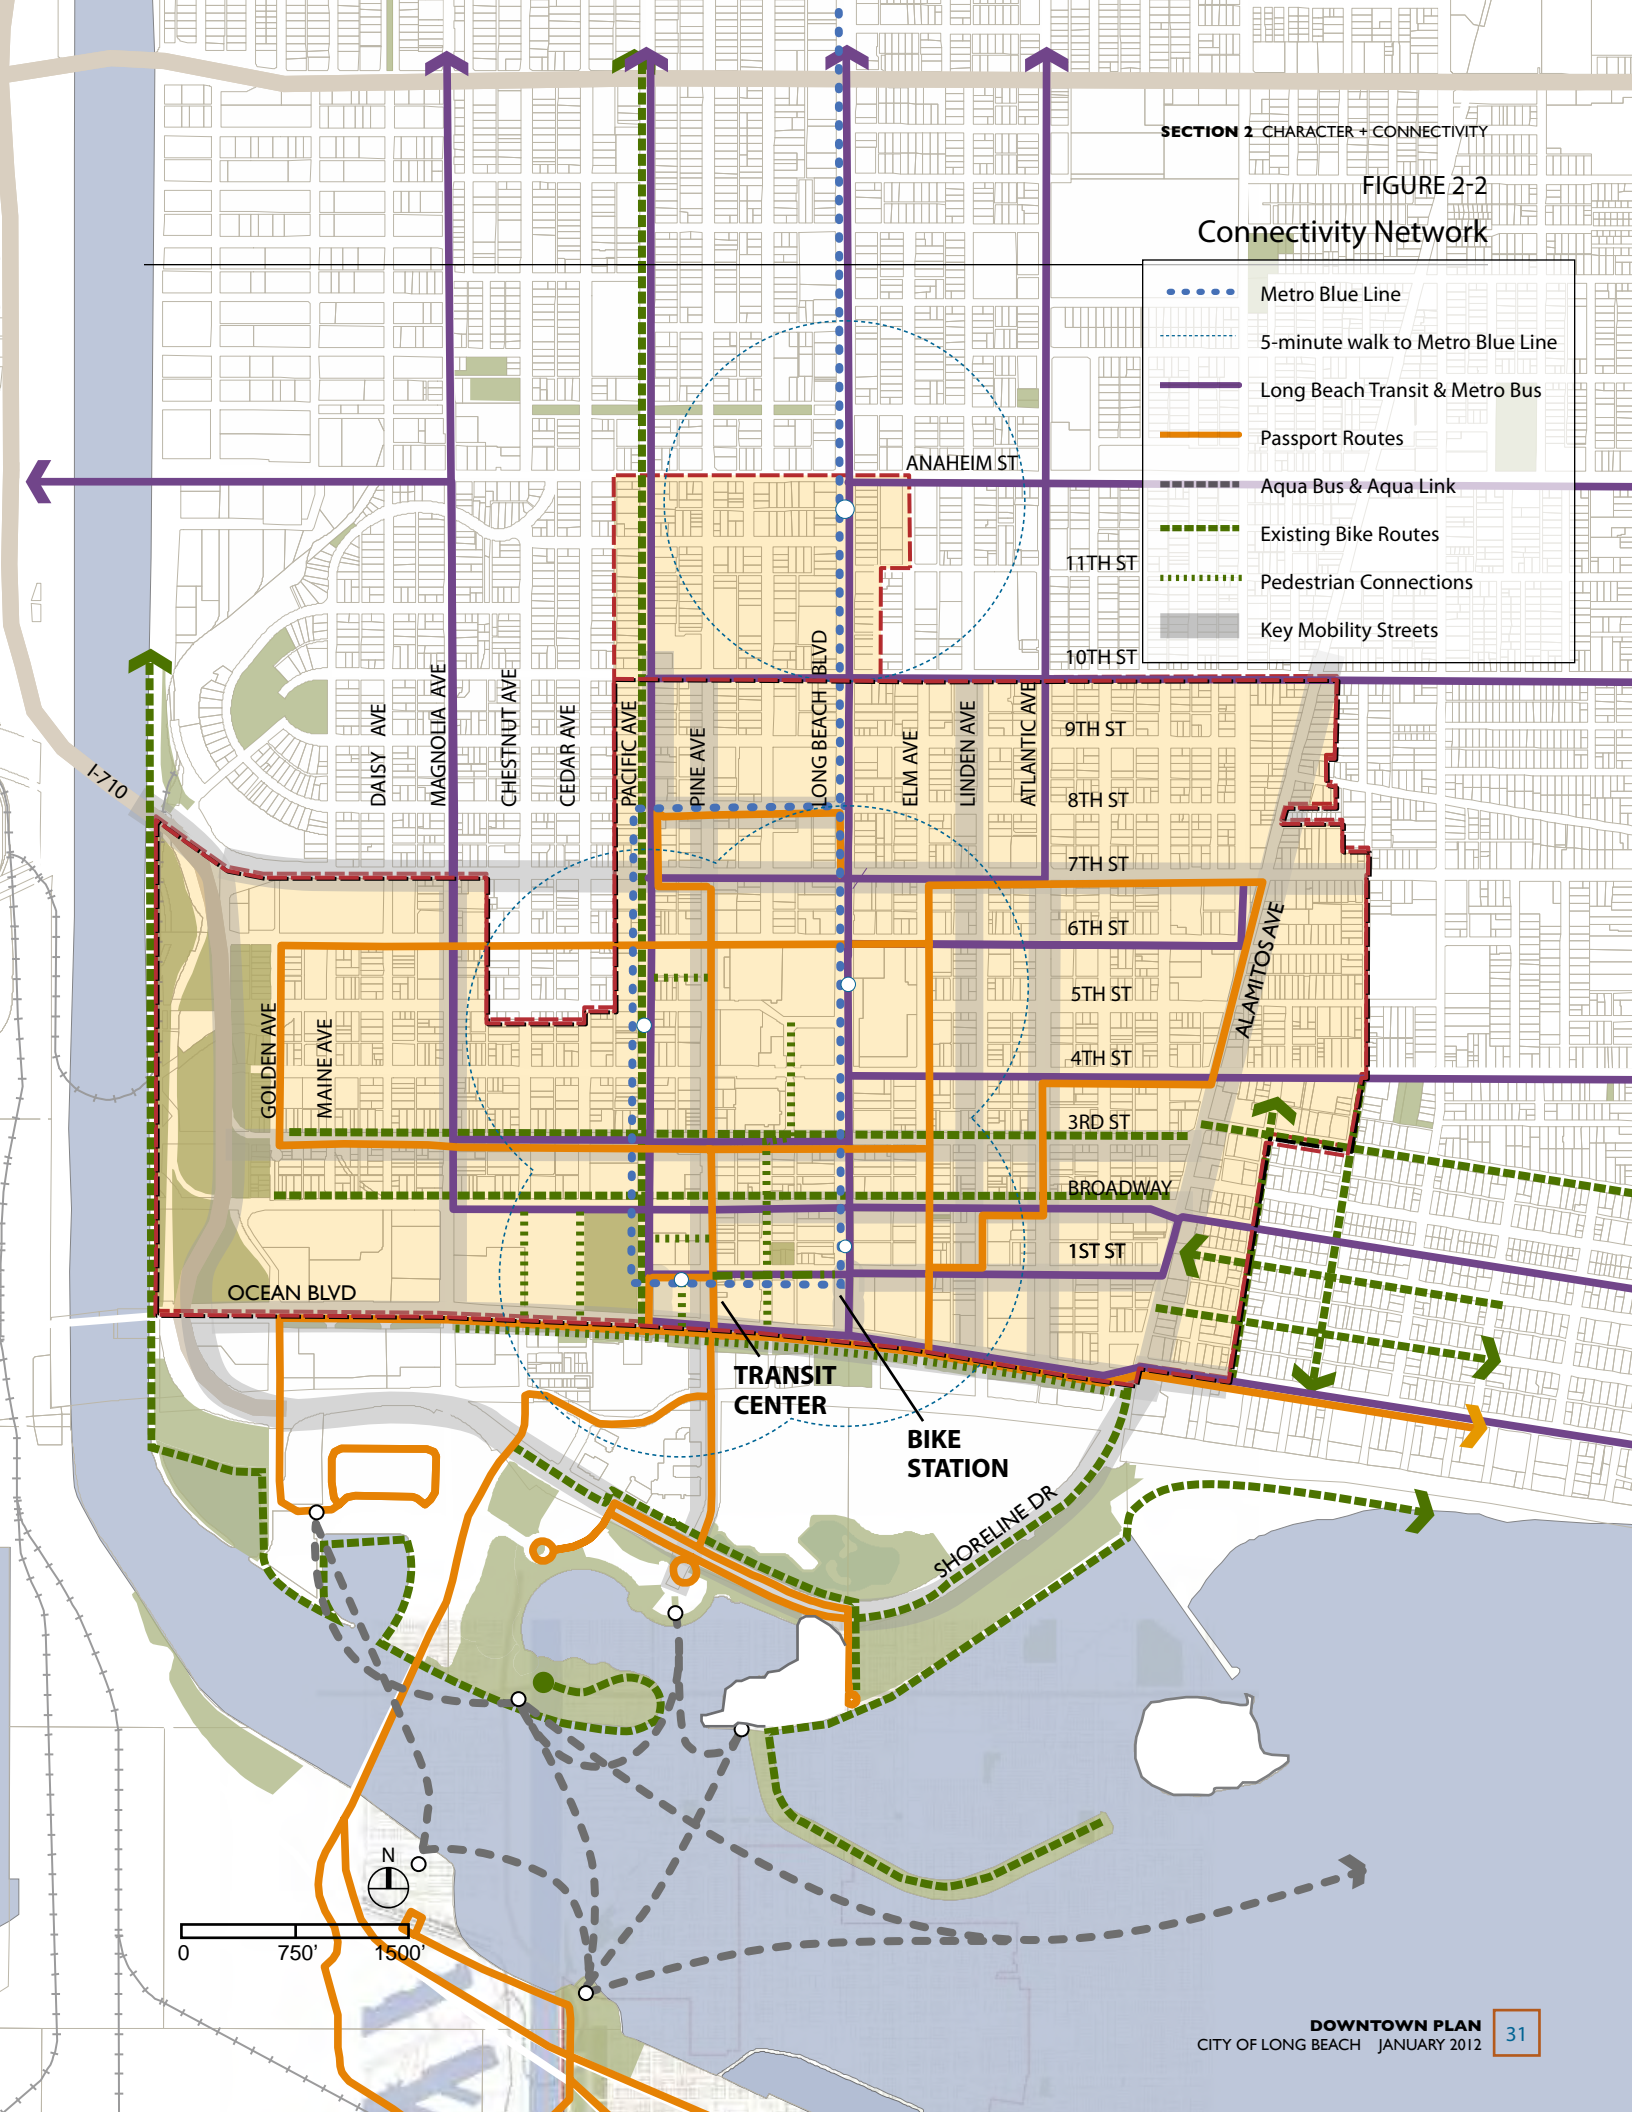 SECTION 2 CHARACTER + CONNECTIVITY
FIGURE 2-2
Connectivity Network
Metro Blue Line
5-minute walk to Metro Blue Line
Long Beach Transit & Metro Bus
Passport Routes
Aqua Bus & Aqua Link
Existing Bike Routes
Pedestrian Connections
Key Mobility Streets
ANAHEIM ST
11TH ST
10TH ST
9TH ST
8TH ST
7TH ST
6TH ST
5TH ST
4TH ST
3RD ST
BROADWAY
1ST ST
I-710
DAISY AVE
MAGNOLIA AVE
CHESTNUT AVE
CEDAR AVE
PACIFIC AVE
PINE AVE
LONG BEACH BLVD
ELM AVE
LINDEN AVE
ATLANTIC AVE
ALAMITOS AVE
GOLDEN AVE
MAINE AVE
OCEAN BLVD
TRANSIT
CENTER
BIKE
STATION
SHORELINE DR
N
0 750' 1500'
DOWNTOWN PLAN
CITY OF LONG BEACH JANUARY 2012
31